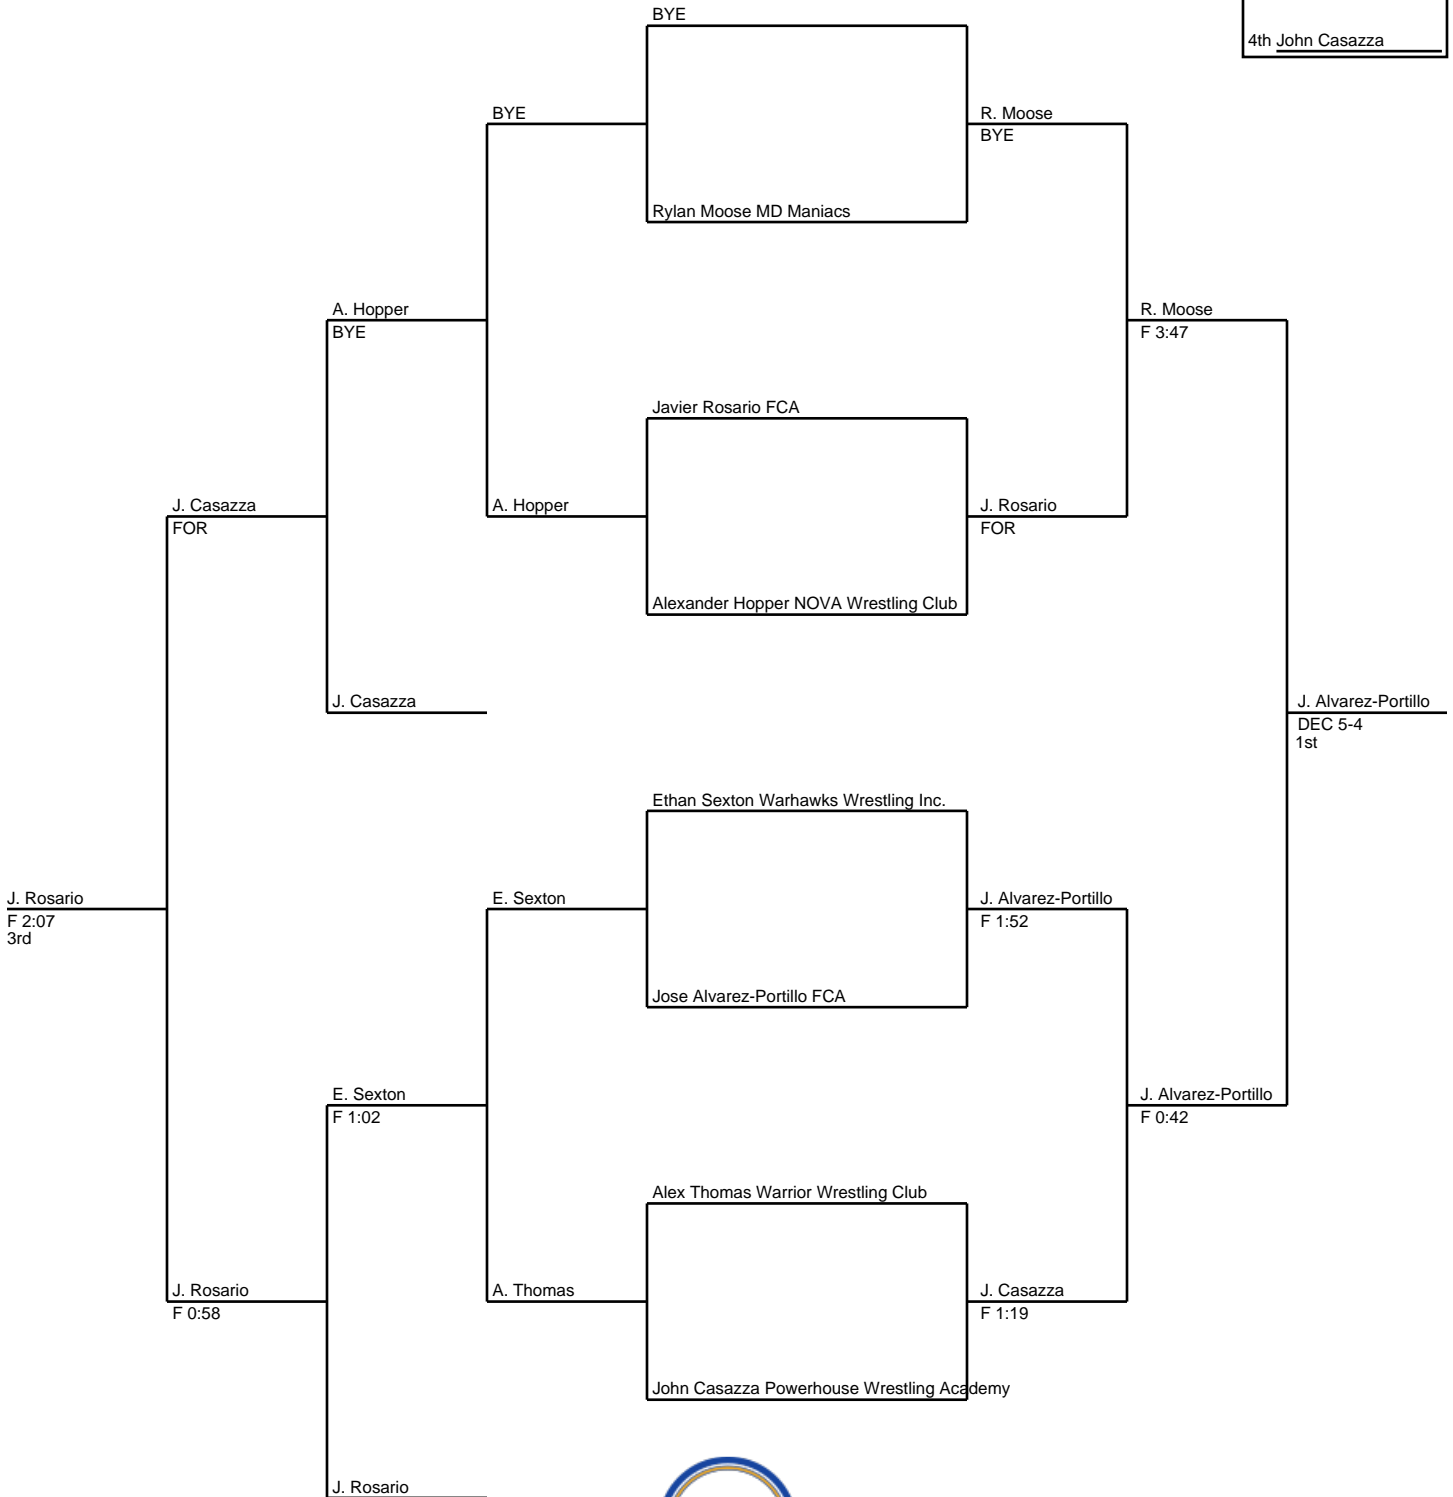 BYE
4th John Casazza
BYE
R. Moose
BYE
Rylan Moose MD Maniacs
A. Hopper
BYE
R. Moose
F 3:47
Javier Rosario FCA
J. Casazza
FOR
A. Hopper
J. Rosario
FOR
Alexander Hopper NOVA Wrestling Club
J. Casazza
J. Alvarez-Portillo
DEC 5-4
1st
Ethan Sexton Warhawks Wrestling Inc.
J. Rosario
F 2:07
3rd
E. Sexton
J. Alvarez-Portillo
F 1:52
Jose Alvarez-Portillo FCA
E. Sexton
F 1:02
J. Alvarez-Portillo
F 0:42
Alex Thomas Warrior Wrestling Club
J. Rosario
F 0:58
A. Thomas
J. Casazza
F 1:19
John Casazza Powerhouse Wrestling Academy
J. Rosario